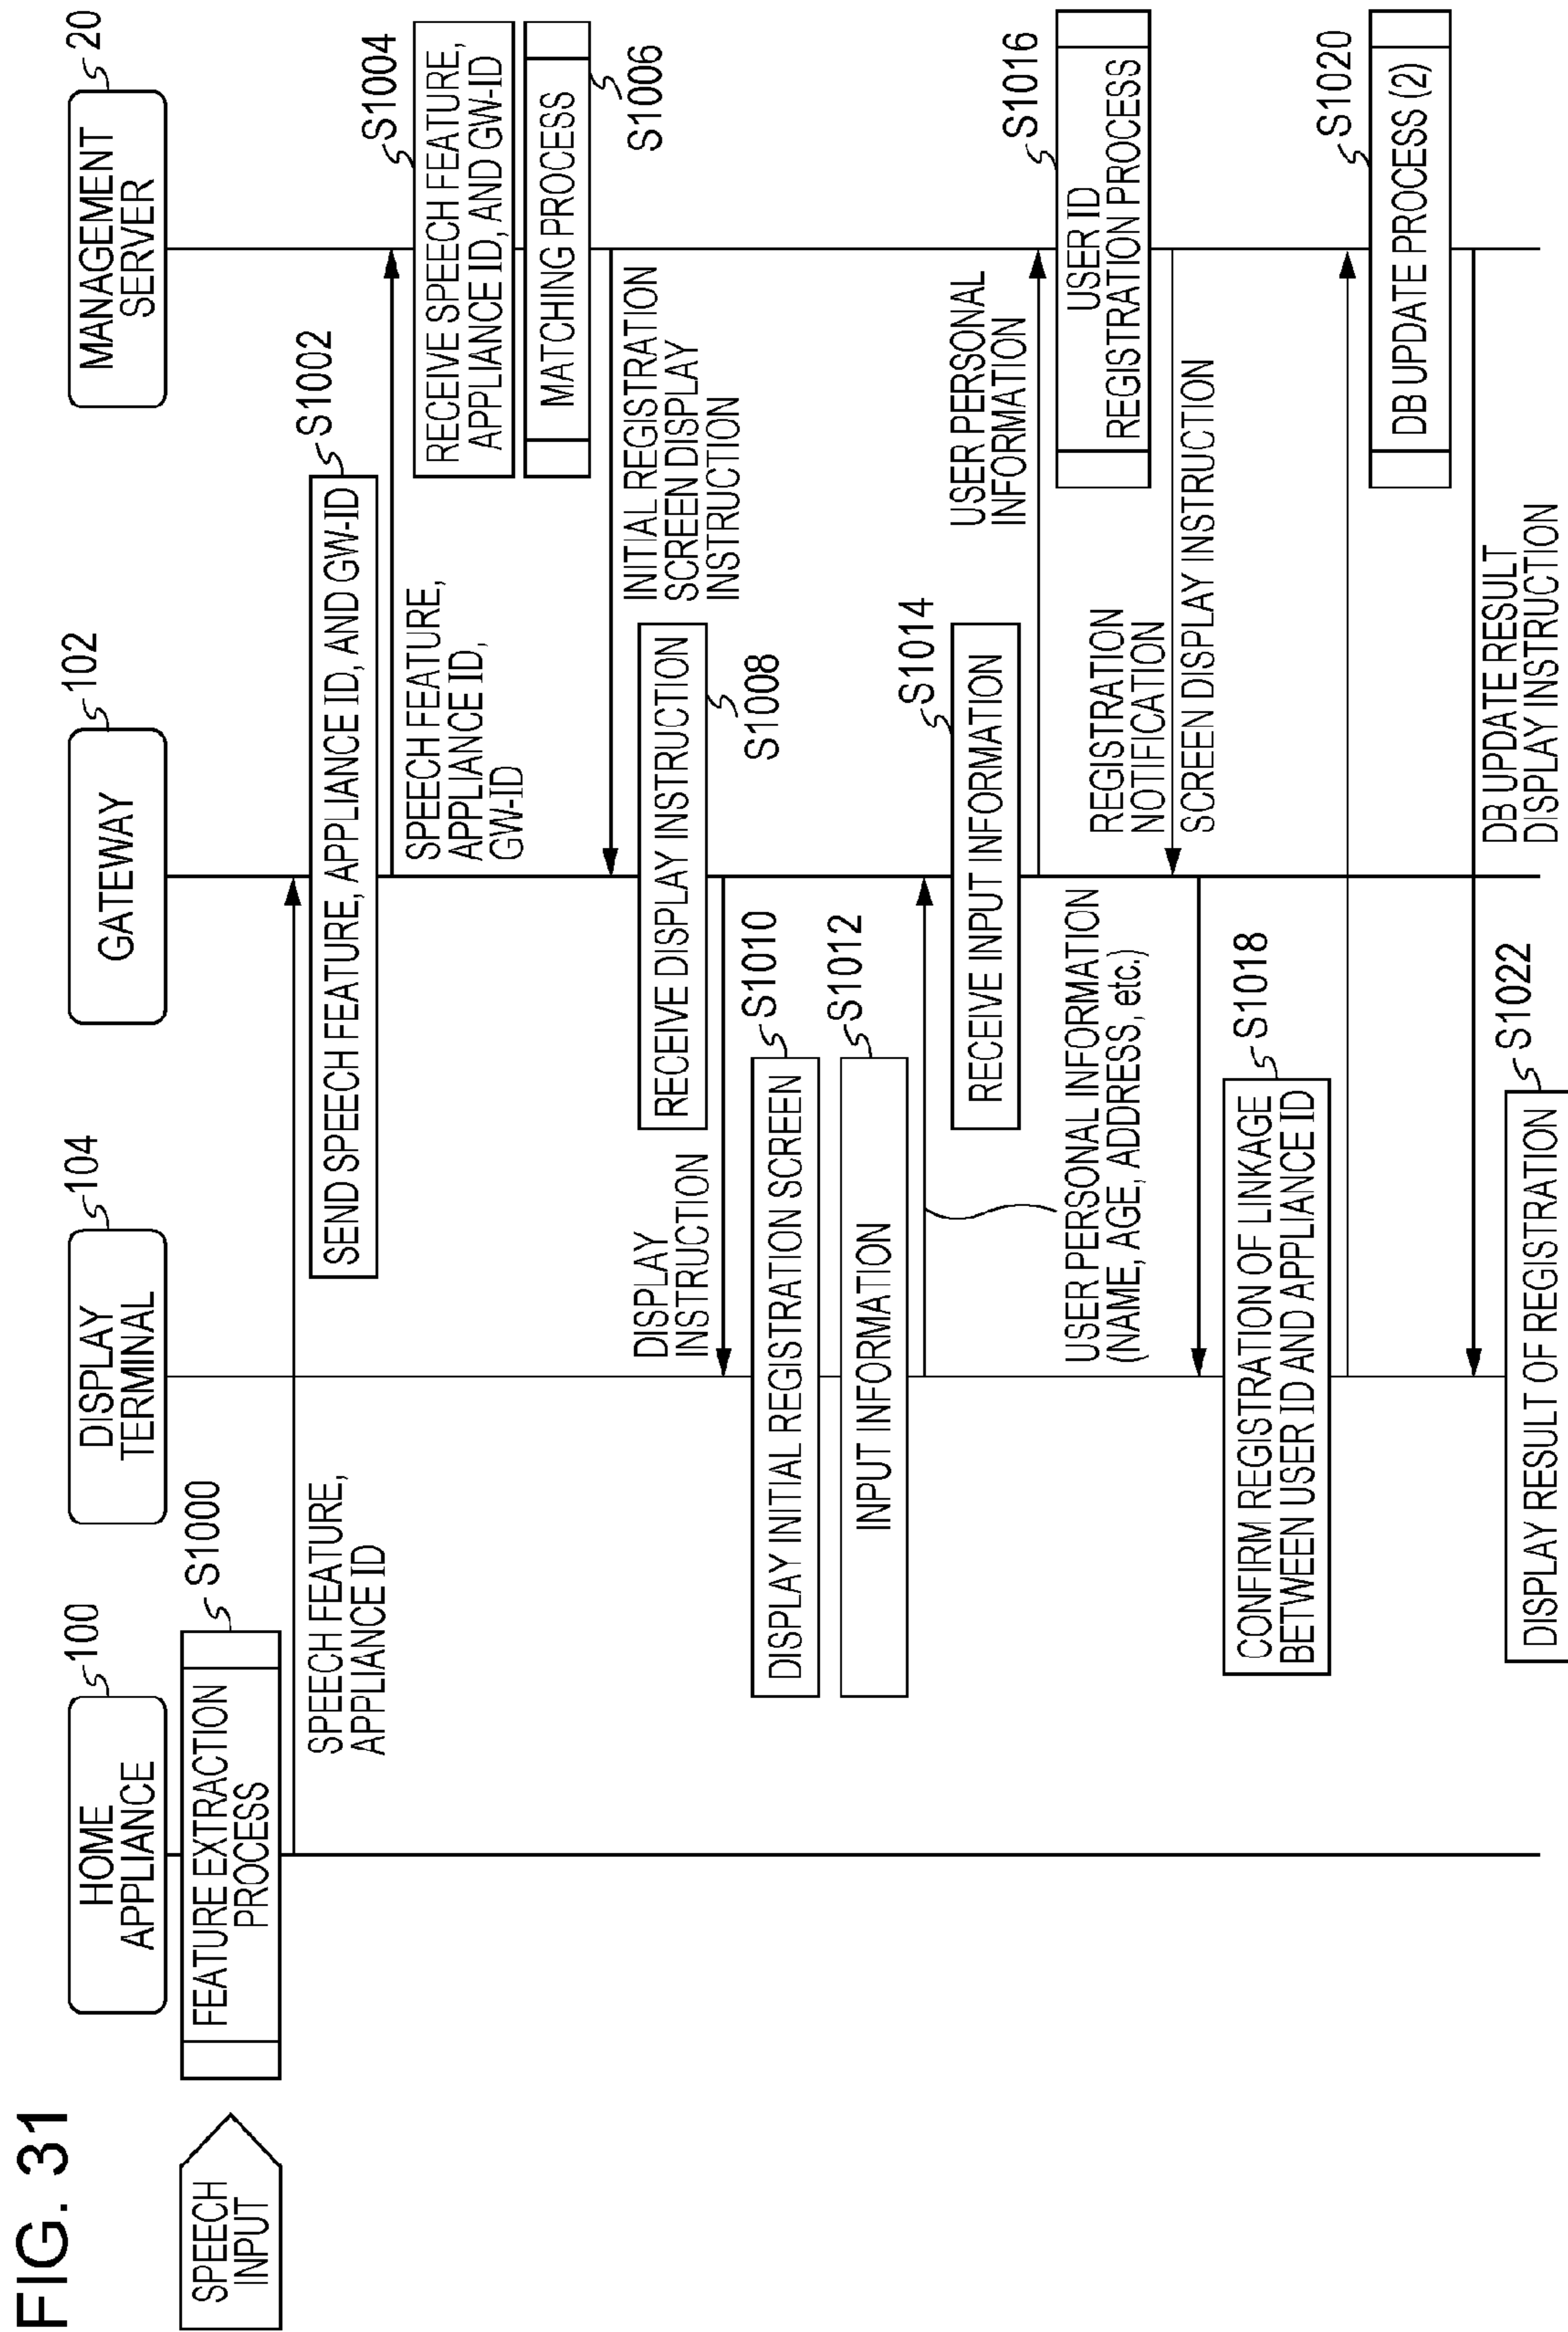 FIG. 31
HOME
APPLIANCE
100
DISPLAY
TERMINAL
104
GATEWAY
102
MANAGEMENT
SERVER
20
SPEECH
INPUT
FEATURE EXTRACTION
PROCESS
S1000
SPEECH FEATURE,
APPLIANCE ID
SEND SPEECH FEATURE, APPLIANCE ID, AND GW-ID
S1002
SPEECH FEATURE,
APPLIANCE ID,
GW-ID
RECEIVE SPEECH FEATURE,
APPLIANCE ID, AND GW-ID
S1004
MATCHING PROCESS
S1006
INITIAL REGISTRATION
SCREEN DISPLAY
INSTRUCTION
RECEIVE DISPLAY INSTRUCTION
S1008
DISPLAY
INSTRUCTION
DISPLAY INITIAL REGISTRATION SCREEN
S1010
INPUT INFORMATION
S1012
RECEIVE INPUT INFORMATION
S1014
USER PERSONAL INFORMATION
(NAME, AGE, ADDRESS, etc.)
USER PERSONAL
INFORMATION
USER ID
REGISTRATION PROCESS
S1016
REGISTRATION
NOTIFICATION
SCREEN DISPLAY INSTRUCTION
CONFIRM REGISTRATION OF LINKAGE
BETWEEN USER ID AND APPLIANCE ID
S1018
DB UPDATE PROCESS (2)
S1020
DB UPDATE RESULT
DISPLAY INSTRUCTION
DISPLAY RESULT OF REGISTRATION
S1022